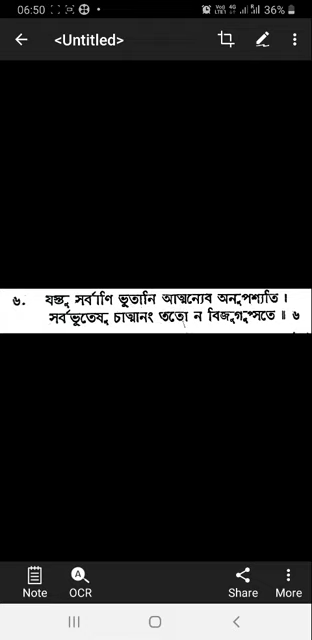 06:50 36%
<Untitled>
৬. যস্তু সর্বাণি ভূতানি আত্মন্যেব অনুপশ্যতি ।
সর্বভূতেষু চাত্মানং ততো ন বিজুগুপ্সতে ॥ ৬
Note OCR Share More